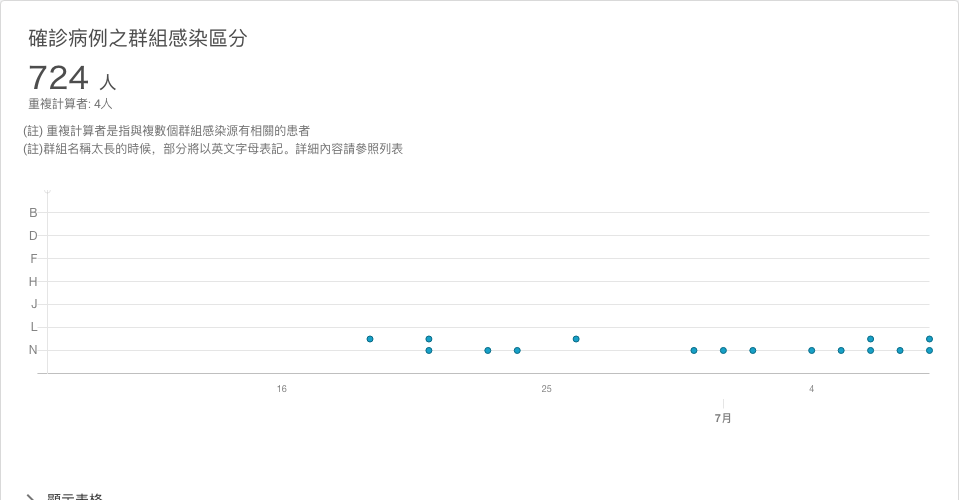 確診病例之群組感染區分
724 人
重複計算者: 4人
(註) 重複計算者是指與複數個群組感染源有相關的患者
(註)群組名稱太長的時候，部分將以英文字母表記。詳細內容請參照列表
B
D
F
H
J
L
N
16 25 4
7月
顯示表格